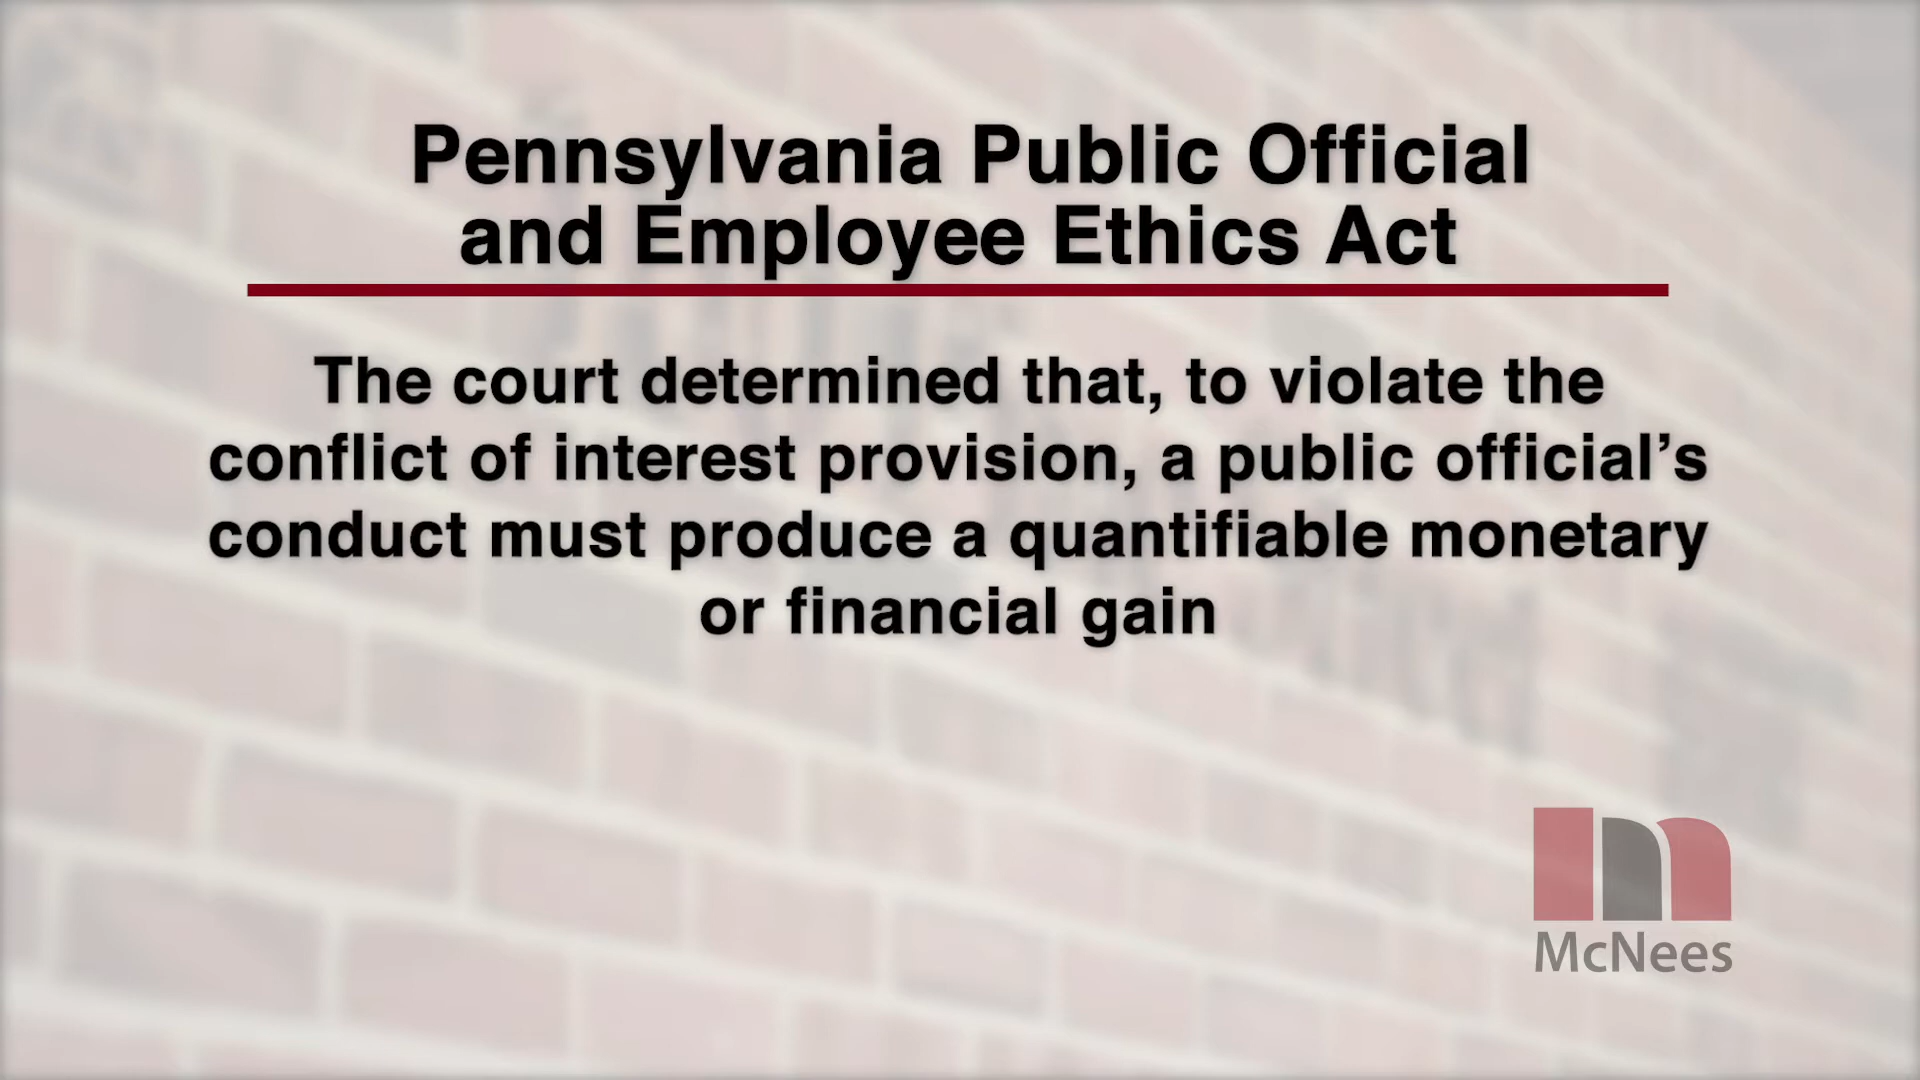 Pennsylvania Public Official
and Employee Ethics Act
The court determined that, to violate the
conflict of interest provision, a public official’s
conduct must produce a quantifiable monetary
or financial gain
McNees